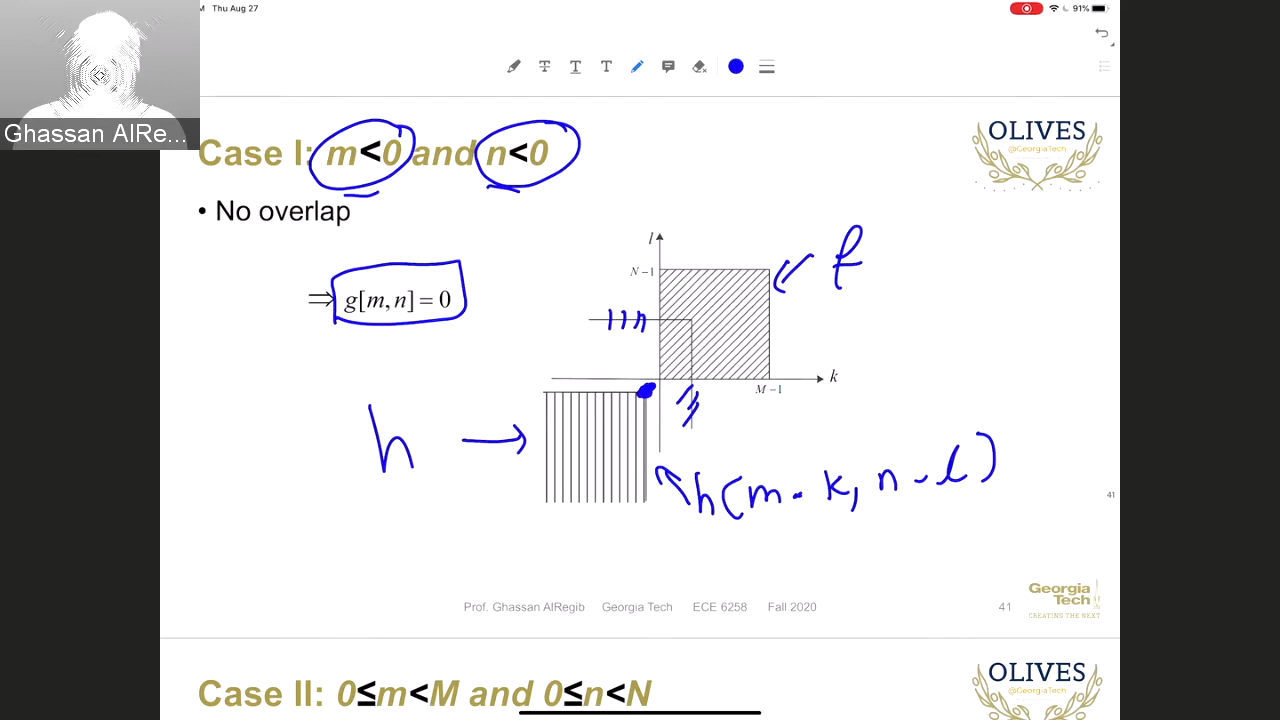 Thu Aug 27
91%
Ghassan AlRe...
Case I: m<0 and n<0
OLIVES
@GeorgiaTech
• No overlap
⇒ g[m,n]=0
l
N−1
f
k
M−1
h →
h(m-k, n-l)
41
Prof. Ghassan AlRegib Georgia Tech ECE 6258 Fall 2020 41
Georgia
Tech
CREATING THE NEXT
Case II: 0≤m<M and 0≤n<N
OLIVES
@GeorgiaTech